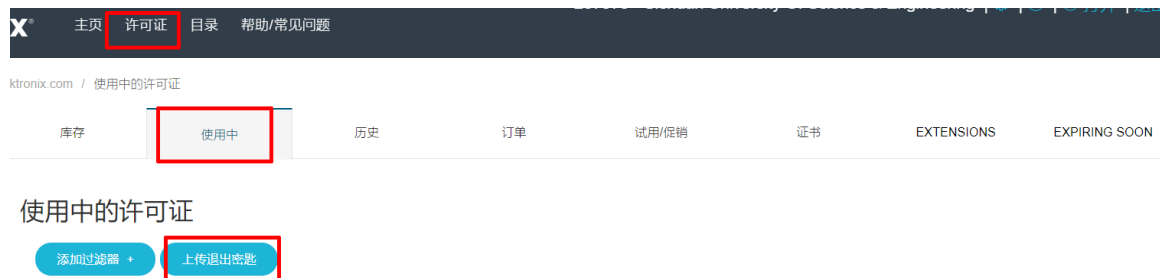 X® 主页 许可证 目录 帮助/常见问题
ktronix.com / 使用中的许可证
库存 使用中 历史 订单 试用/促销 证书 EXTENSIONS EXPIRING SOON
使用中的许可证
添加过滤器 + 上传退出密匙